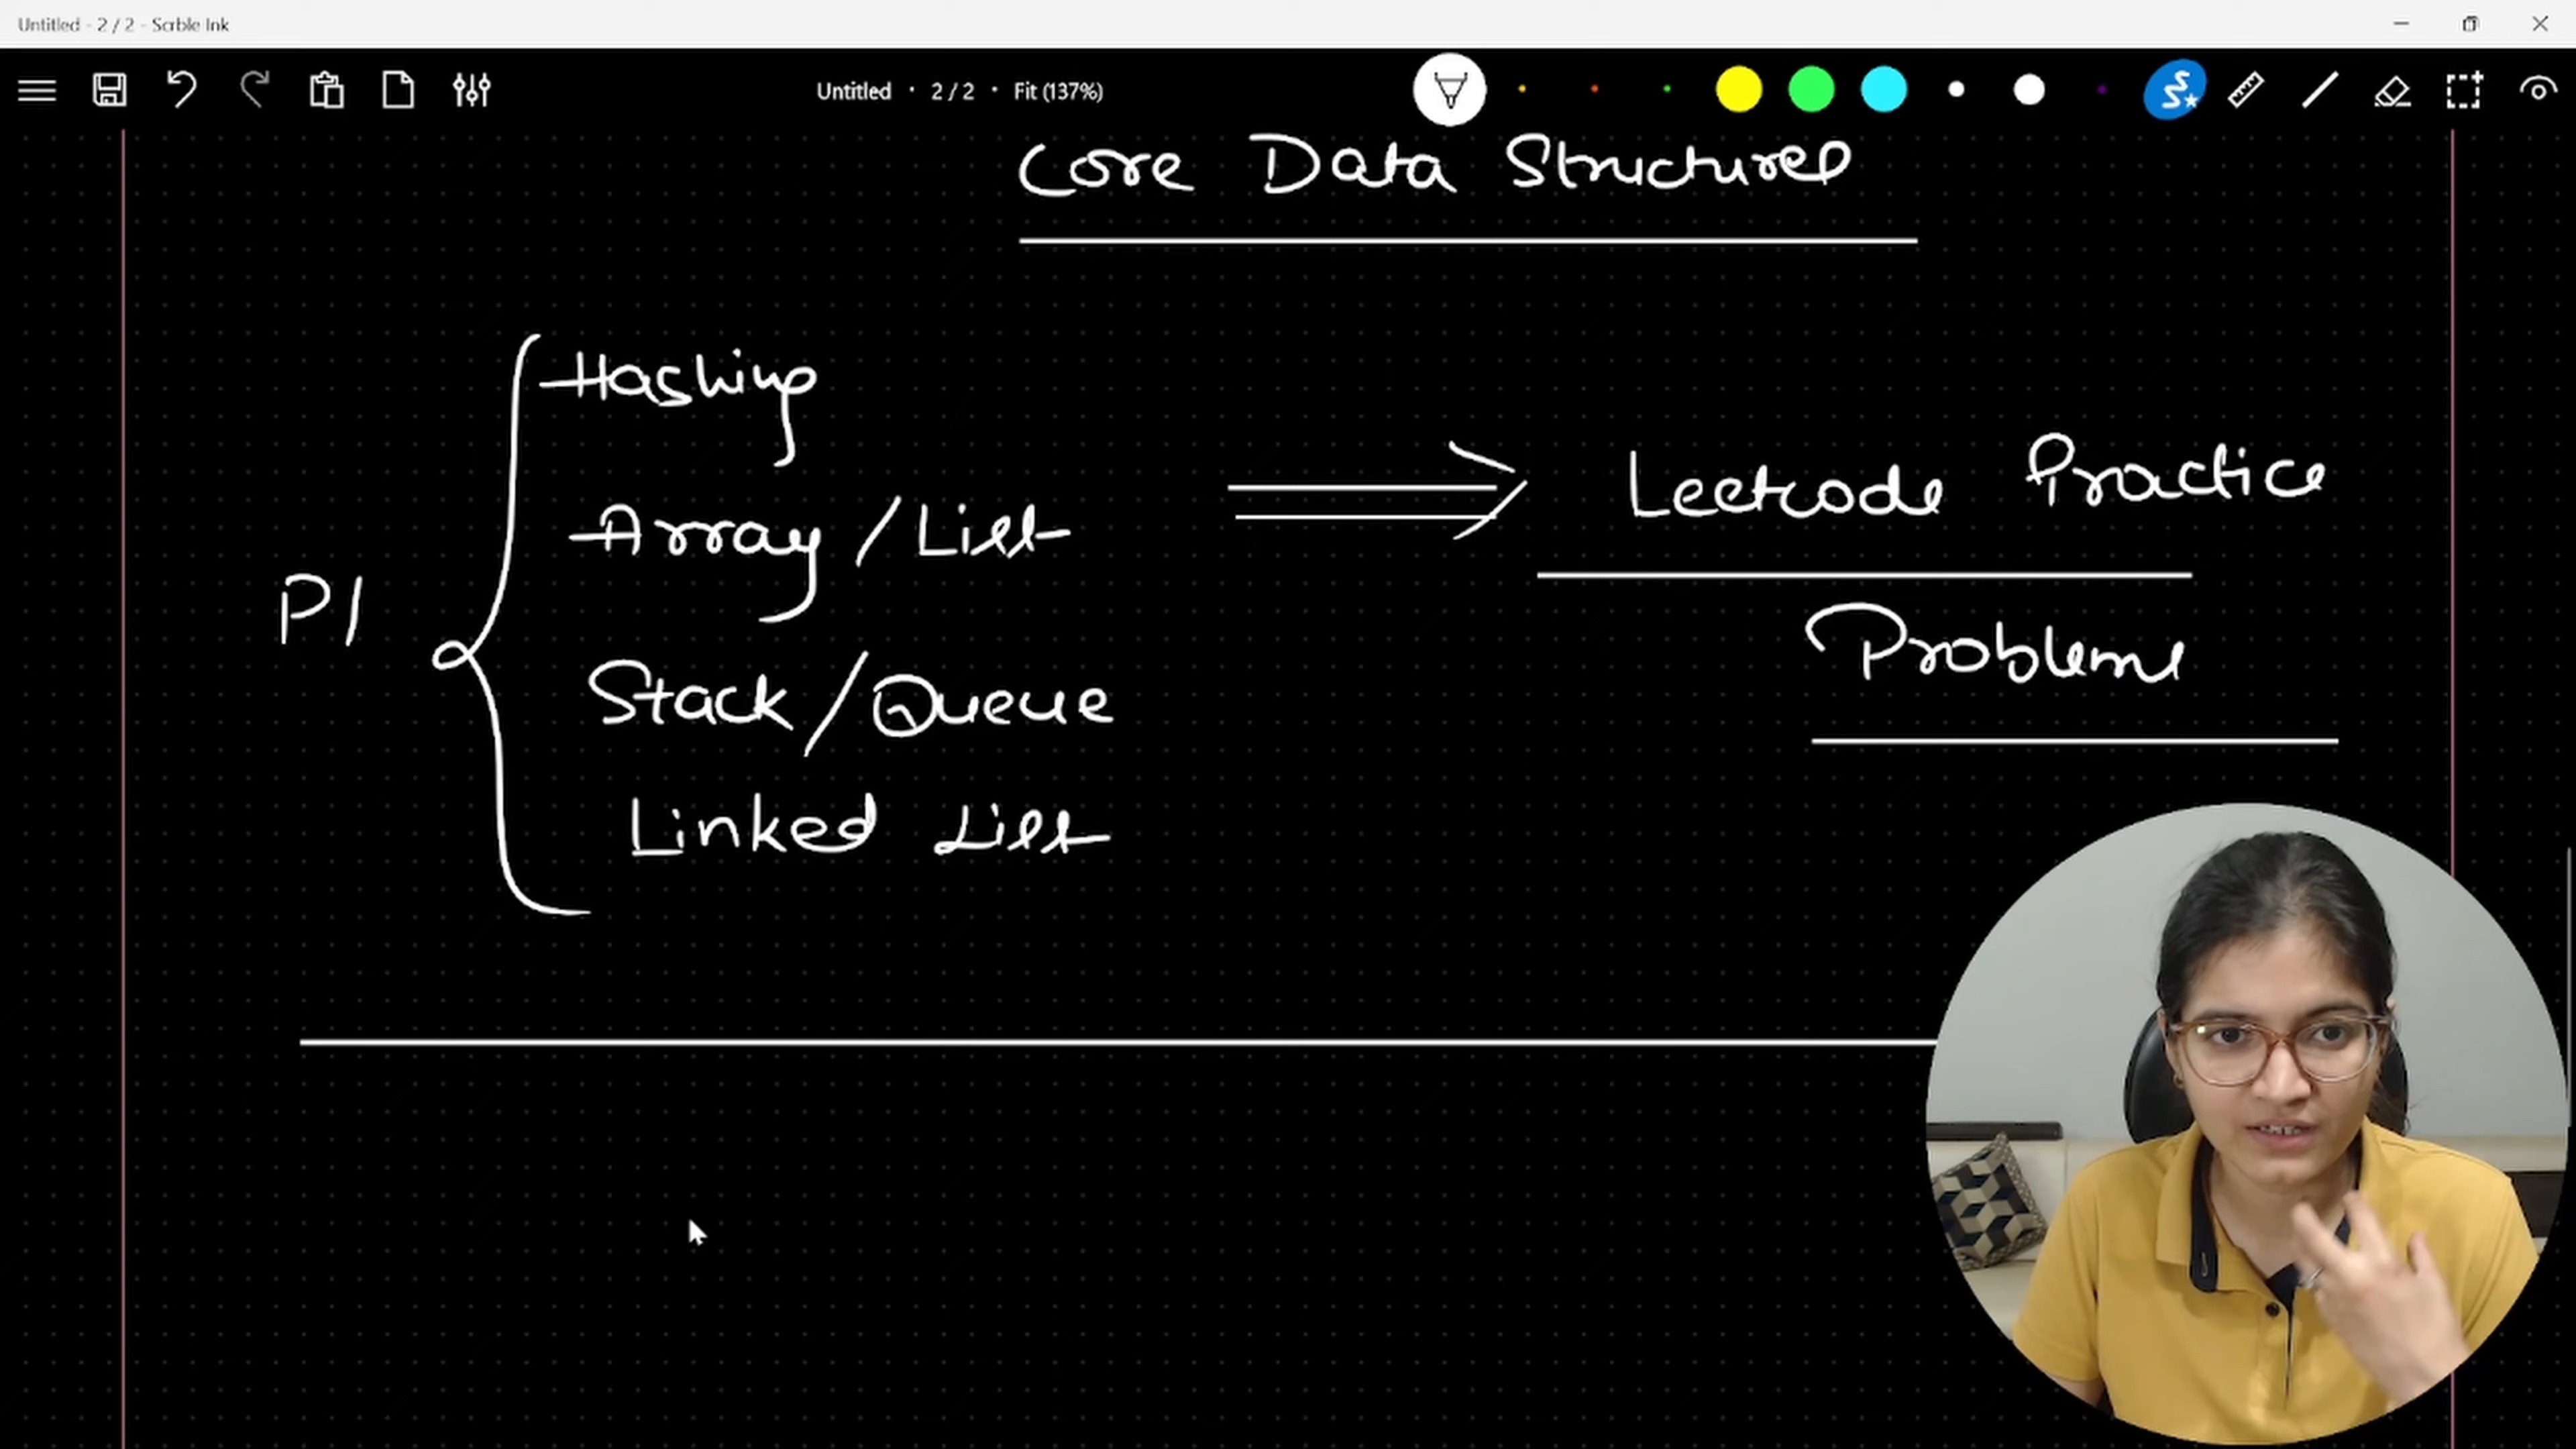 Untitled - 2 / 2 - Scrble Ink
Untitled · 2 / 2 · Fit (137%)
Core Data Structures
Hashing
Array / List
Leetcode Practice
P1
Stack / Queue
Problems
Linked List